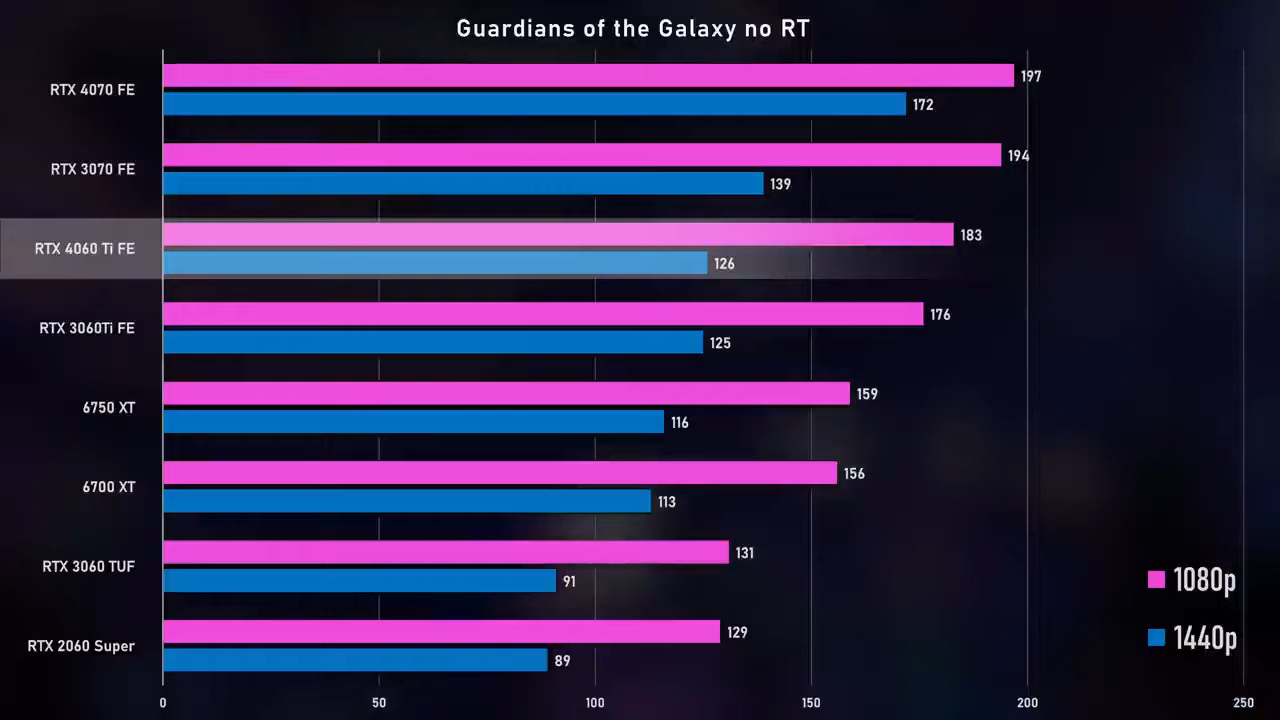 Guardians of the Galaxy no RT
RTX 4070 FE
197
172
RTX 3070 FE
194
139
RTX 4060 Ti FE
183
126
RTX 3060Ti FE
176
125
6750 XT
159
116
6700 XT
156
113
RTX 3060 TUF
131
91
RTX 2060 Super
129
89
1080p
1440p
0 50 100 150 200 250